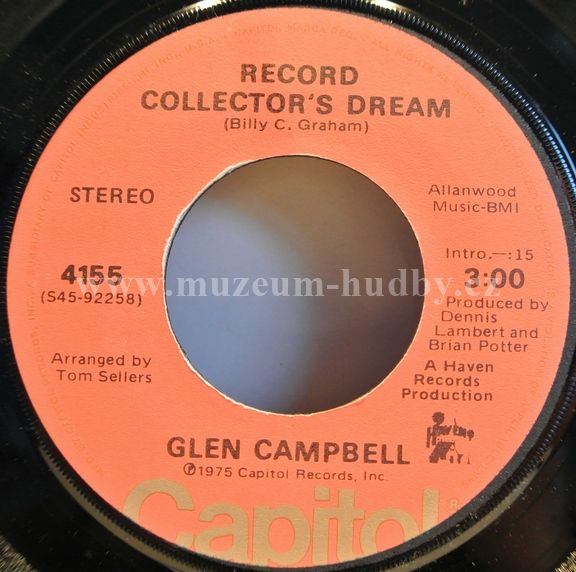 RECORD
COLLECTOR'S DREAM
(Billy C. Graham)
STEREO
Allanwood
Music-BMI
4155
(S45-92258)
Intro.—:15
3:00
www.muzeum-hudby.cz
Produced by
Dennis
Lambert and
Brian Potter
Arranged by
Tom Sellers
A Haven
Records
Production
GLEN CAMPBELL
℗1975 Capitol Records, Inc.
Capitol